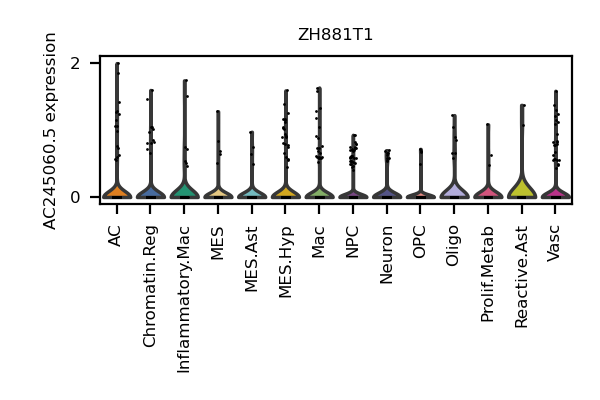 ZH881T1
AC245060.5 expression
2
0
AC
Chromatin.Reg
Inflammatory.Mac
MES
MES.Ast
MES.Hyp
Mac
NPC
Neuron
OPC
Oligo
Prolif.Metab
Reactive.Ast
Vasc